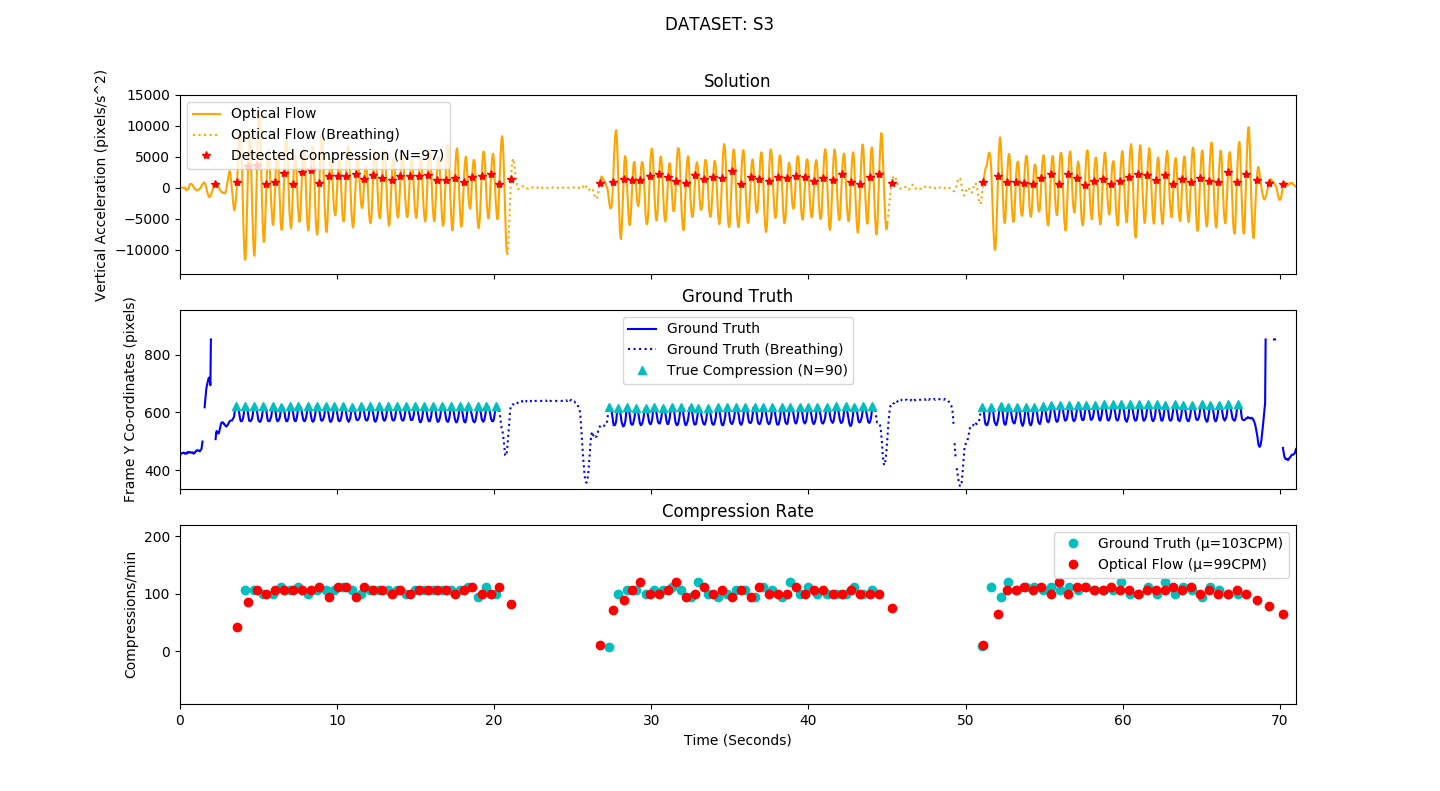 DATASET: S3
Solution
Vertical Acceleration (pixels/s^2)
15000
10000
5000
0
−5000
−10000
Optical Flow
Optical Flow (Breathing)
Detected Compression (N=97)
Ground Truth
Frame Y Co-ordinates (pixels)
800
600
400
Ground Truth
Ground Truth (Breathing)
True Compression (N=90)
Compression Rate
Compressions/min
200
100
0
Ground Truth (μ=103CPM)
Optical Flow (μ=99CPM)
0 10 20 30 40 50 60 70
Time (Seconds)